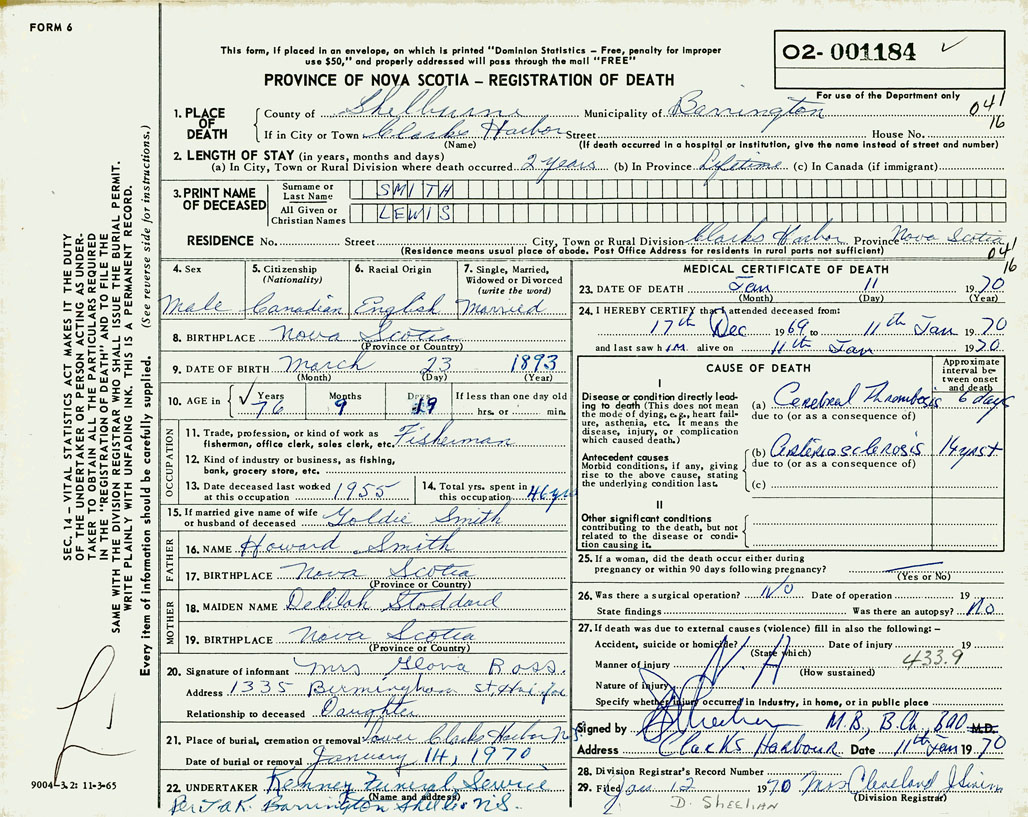 FORM 6
This form, if placed in an envelope, on which is printed "Dominion Statistics – Free, penalty for improper
use $50," and properly addressed will pass through the mail "FREE"
PROVINCE OF NOVA SCOTIA – REGISTRATION OF DEATH
O2- 001184 ✓
For use of the Department only
041
16
1. PLACE OF DEATH { County of Shelburne Municipality of Barrington
If in City or Town Clarks Harbor Street House No.
(Name) (If death occurred in a hospital or institution, give the name instead of street and number)
2. LENGTH OF STAY (in years, months and days)
(a) In City, Town or Rural Division where death occurred 2 years (b) In Province Lifetime (c) In Canada (if immigrant)
3. PRINT NAME OF DECEASED
Surname or Last Name SMITH
All Given or Christian Names LEWIS
RESIDENCE No. Street City, Town or Rural Division Clarks Harbor Province Nova Scotia
(Residence means usual place of abode. Post Office Address for residents in rural parts not sufficient)
041
16
4. Sex
Male
5. Citizenship
(Nationality)
Canadian
6. Racial Origin
English
7. Single, Married,
Widowed or Divorced
(write the word)
Married
8. BIRTHPLACE Nova Scotia
(Province or Country)
9. DATE OF BIRTH March 23 1893
(Month) (Day) (Year)
10. AGE in { ✓ Years Months Days If less than one day old
76 9 19 hrs. or min.
OCCUPATION
11. Trade, profession, or kind of work as
fisherman, office clerk, sales clerk, etc. Fisherman
12. Kind of industry or business, as fishing,
bank, grocery store, etc.
13. Date deceased last worked
at this occupation 1955
14. Total yrs. spent in
this occupation 46 yrs
15. If married give name of wife
or husband of deceased Goldie Smith
FATHER
16. NAME Howard Smith
17. BIRTHPLACE Nova Scotia
(Province or Country)
MOTHER
18. MAIDEN NAME Delilah Stoddard
19. BIRTHPLACE Nova Scotia
(Province or Country)
20. Signature of informant Mrs Ross.
Address 1335 Birmingham St Halifax
Relationship to deceased Daughter
21. Place of burial, cremation or removal Lower Clarks Harbor N.S.
Date of burial or removal January 14, 1970
22. UNDERTAKER Kenney Funeral Service
(Name and address)
Barrington N.S.
MEDICAL CERTIFICATE OF DEATH
23. DATE OF DEATH Jan 11 1970
(Month) (Day) (Year)
24. I HEREBY CERTIFY that I attended deceased from:
17th Dec 1969 to 11th Jan 1970
and last saw him alive on 11th Jan 1970
CAUSE OF DEATH
Approximate
interval be-
tween onset
and death
I
Disease or condition directly lead-
ing to death (This does not mean
the mode of dying, e.g., heart fail-
ure, asthenia, etc. It means the
disease, injury, or complication
which caused death.)
(a) Cerebral Thrombosis 6 days
due to (or as a consequence of)
Antecedent causes
Morbid conditions, if any, giving
rise to the above cause, stating
the underlying condition last.
(b) Arteriosclerosis 14 yrs+
due to (or as a consequence of)
(c)
II
Other significant conditions
contributing to the death, but not
related to the disease or condi-
tion causing it.
25. If a woman, did the death occur either during
pregnancy or within 90 days following pregnancy?
(Yes or No)
26. Was there a surgical operation? No Date of operation 19
State findings Was there an autopsy? No
27. If death was due to external causes (violence) fill in also the following: –
Accident, suicide or homicide? Date of injury 19
(State which) 433.9
Manner of injury N.A
(How sustained)
Nature of injury
Specify whether injury occurred in Industry, in home, or in public place
Signed by M.B., B.Ch., BAO M.D.
Address Clarks Harbour Date 11th Jan 1970
28. Division Registrar's Record Number
29. Filed Jan 12 1970 Mrs Cleveland
(Division Registrar)
D. SHEEHAN
SEC. 14 – VITAL STATISTICS ACT MAKES IT THE DUTY
OF THE UNDERTAKER OR PERSON ACTING AS UNDER-
TAKER TO OBTAIN ALL THE PARTICULARS REQUIRED
IN THE "REGISTRATION OF DEATH" AND TO FILE THE
SAME WITH THE DIVISION REGISTRAR WHO SHALL ISSUE THE BURIAL PERMIT.
WRITE PLAINLY WITH UNFADING INK. THIS IS A PERMANENT RECORD.
Every item of information should be carefully supplied. (See reverse side for instructions.)
9004–3.2: 11-3-65